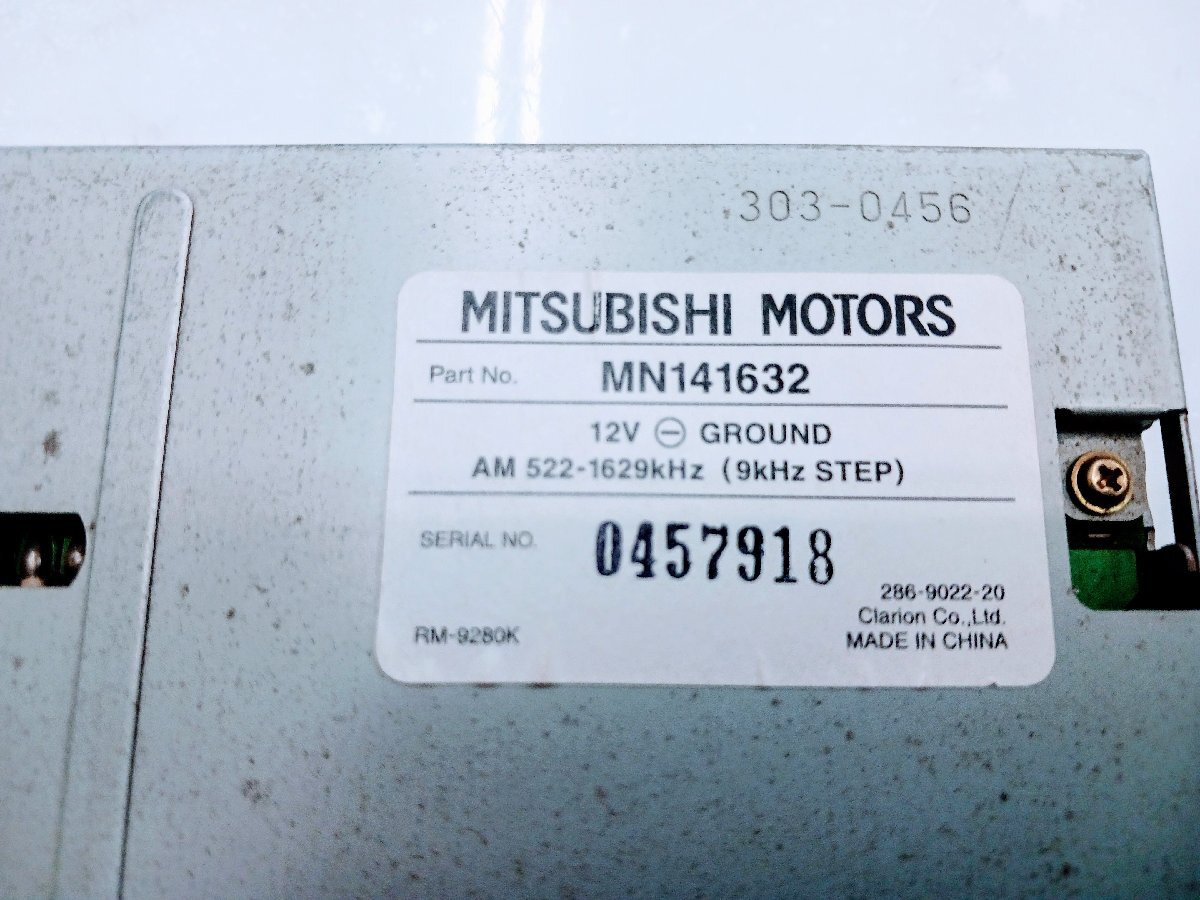 303-0456
MITSUBISHI MOTORS
Part No. MN141632
12V ⊖ GROUND
AM 522-1629kHz (9kHz STEP)
SERIAL NO. 0457918
286-9022-20
Clarion Co.,Ltd.
RM-9280K MADE IN CHINA